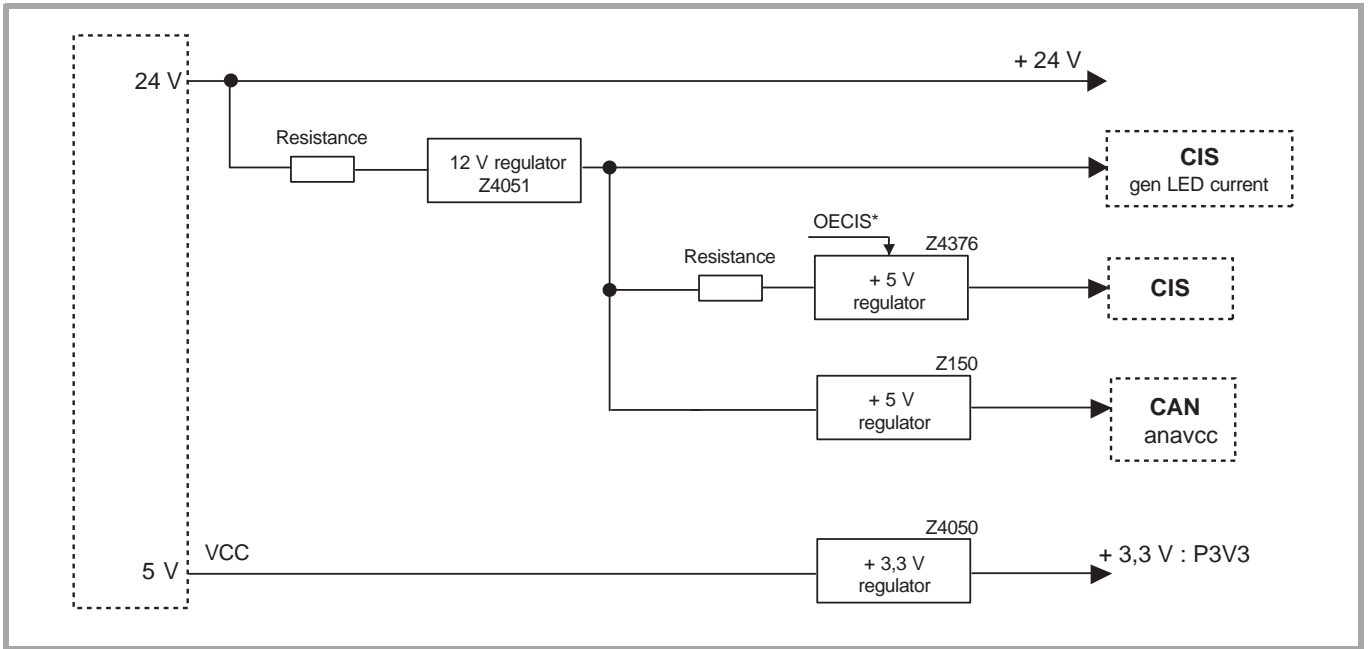 24 V
+ 24 V
Resistance
12 V regulator
Z4051
CIS
gen LED current
OECIS*
Z4376
Resistance
+ 5 V
regulator
CIS
Z150
+ 5 V
regulator
CAN
anavcc
Z4050
5 V
VCC
+ 3,3 V
regulator
+ 3,3 V : P3V3